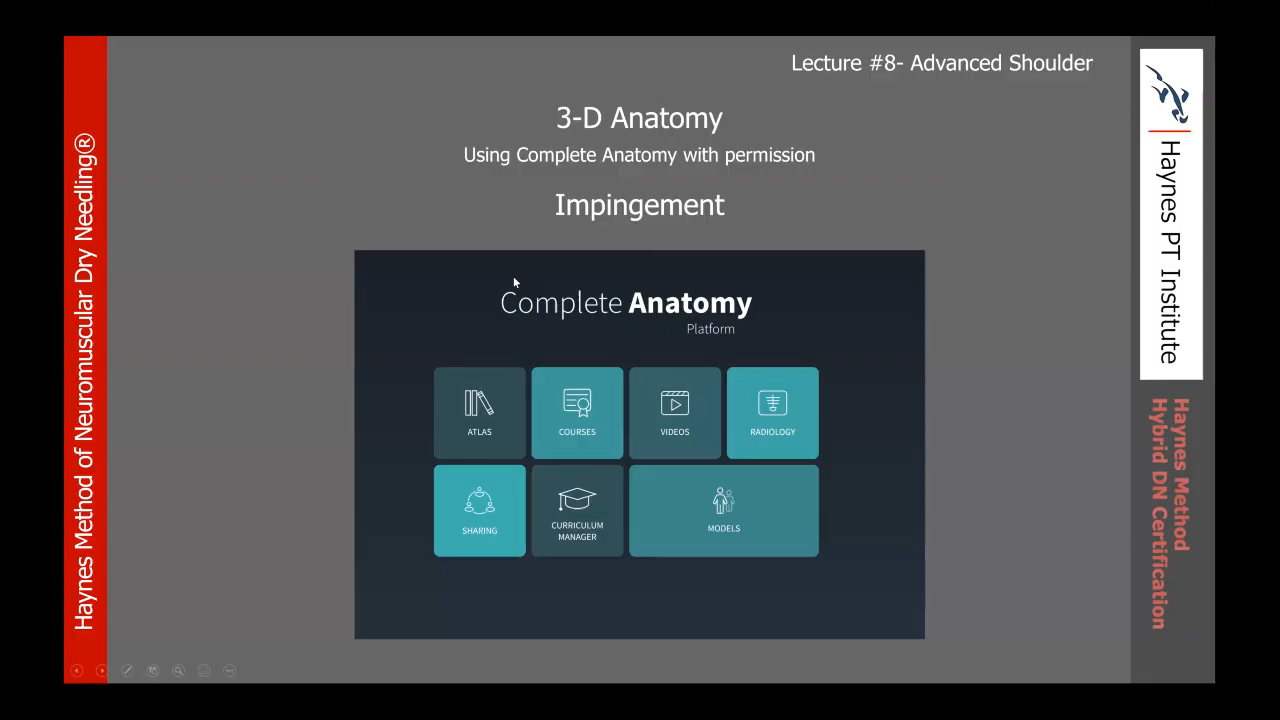 Lecture #8- Advanced Shoulder
3-D Anatomy
Using Complete Anatomy with permission
Impingement
Complete Anatomy
Platform
ATLAS
COURSES
VIDEOS
RADIOLOGY
SHARING
CURRICULUM
MANAGER
MODELS
Haynes Method of Neuromuscular Dry Needling®
Haynes PT Institute
Haynes Method
Hybrid DN Certification